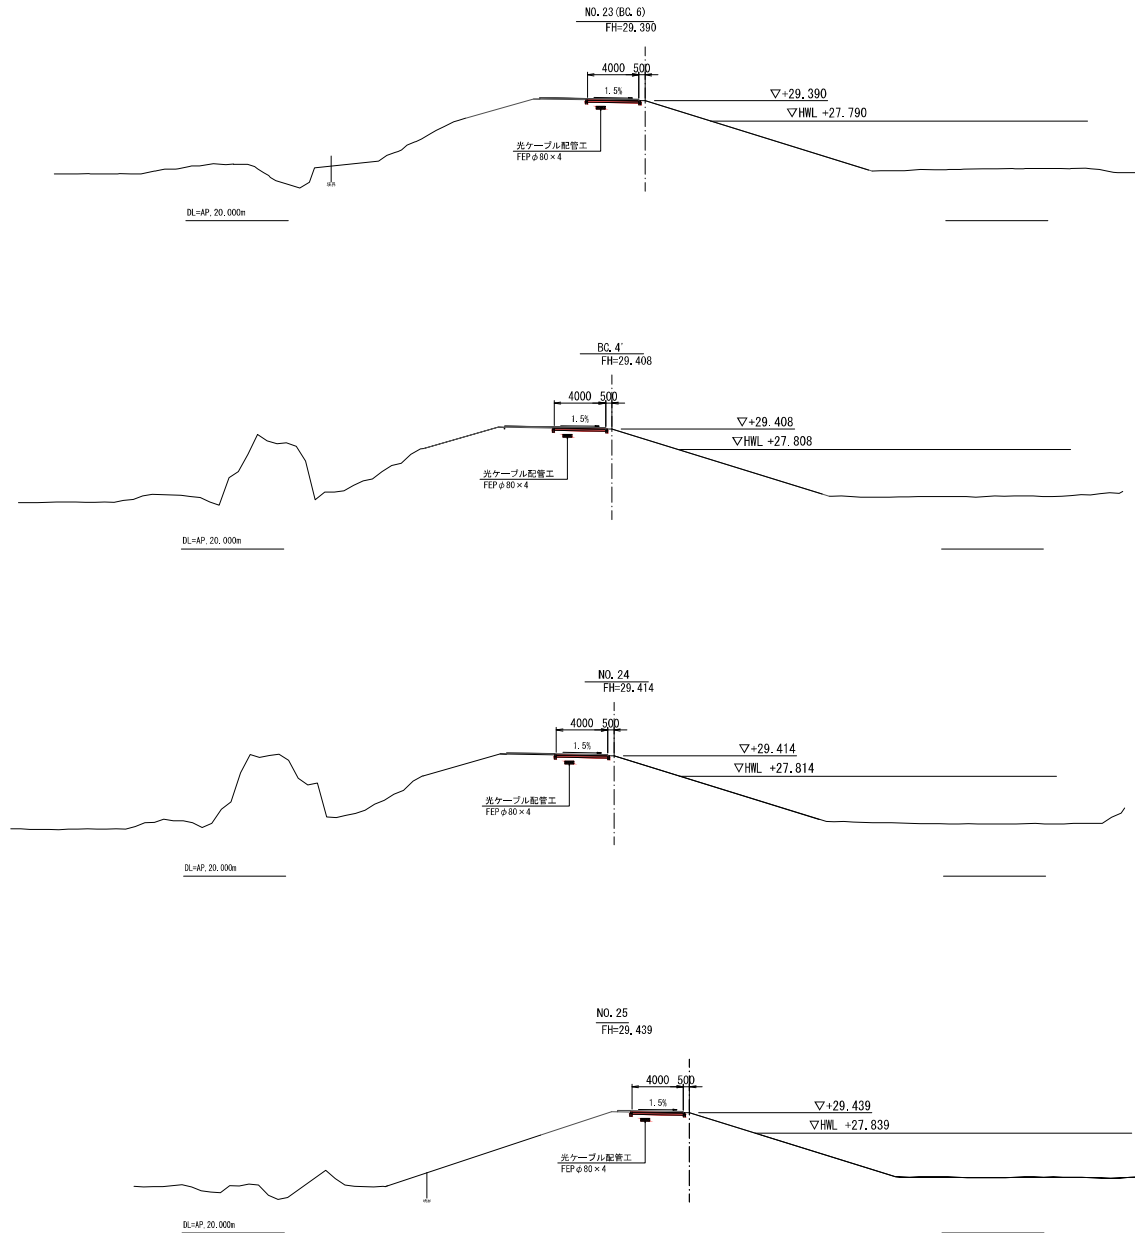 NO.23(BC.6)
FH=29.390
4000 500
1.5%
▽+29.390
▽HWL +27.790
光ケーブル配管工
FEPφ80×4
DL=AP.20.000m
BC.4'
FH=29.408
4000 500
1.5%
▽+29.408
▽HWL +27.808
光ケーブル配管工
FEPφ80×4
DL=AP.20.000m
NO.24
FH=29.414
4000 500
1.5%
▽+29.414
▽HWL +27.814
光ケーブル配管工
FEPφ80×4
DL=AP.20.000m
NO.25
FH=29.439
4000 500
1.5%
▽+29.439
▽HWL +27.839
光ケーブル配管工
FEPφ80×4
DL=AP.20.000m